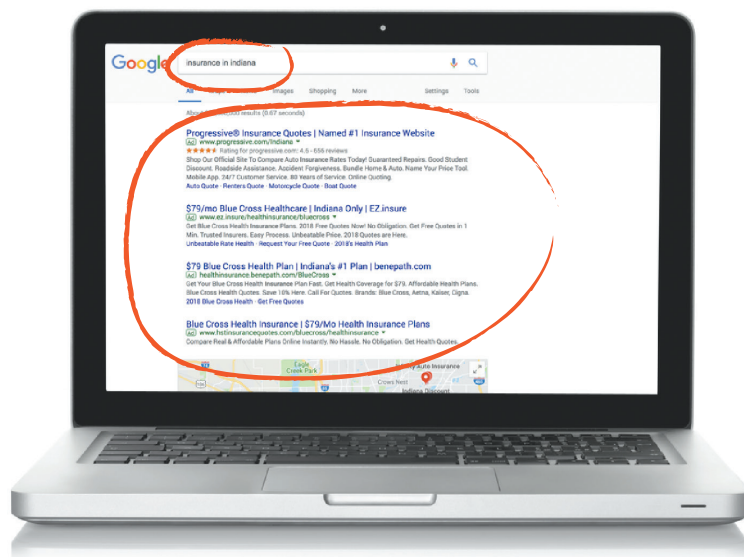 Google
insurance in indiana
All Images Shopping More Settings Tools
results (0.67 seconds)
Progressive® Insurance Quotes | Named #1 Insurance Website
Ad www.progressive.com/Indiana
Rating for progressive.com: 4.5 - 656 reviews
Shop Our Official Site To Compare Auto Insurance Rates Today! Guaranteed Repairs. Good Student
Discount. Roadside Assistance. Accident Forgiveness. Bundle Home & Auto. Name Your Price Tool.
Mobile App. 24/7 Customer Service. 80 Years of Service. Online Quoting.
Auto Quote · Renters Quote · Motorcycle Quote · Boat Quote
$79/mo Blue Cross Healthcare | Indiana Only | EZ.insure
Ad www.ez.insure/healthinsurance/bluecross
Get Blue Cross Health Insurance Plans. 2018 Free Quotes Now! No Obligation. Get Free Quotes in 1
Min. Trusted Insurers. Easy Process. Unbeatable Price. 2018 Quotes are Here.
Unbeatable Rate Health · Request Your Free Quote · 2018's Health Plan
$79 Blue Cross Health Plan | Indiana's #1 Plan | benepath.com
Ad healthinsurance.benepath.com/BlueCross
Get Your Blue Cross Health Insurance Plan Fast. Get Health Coverage for $79. Affordable Health Plans.
Blue Cross Health Quotes. Save 10% Here. Call For Quotes. Brands: Blue Cross, Aetna, Kaiser, Cigna.
2018 Blue Cross Health · Get Free Quotes
Blue Cross Health Insurance | $79/Mo Health Insurance Plans
Ad www.hstinsurancequotes.com/bluecross/healthinsurance
Compare Real & Affordable Plans Online Instantly. No Hassle. No Obligation. Get Health Quotes.
Eagle
Creek Park
Auto Insurance
Crows Nest
Indiana Discount